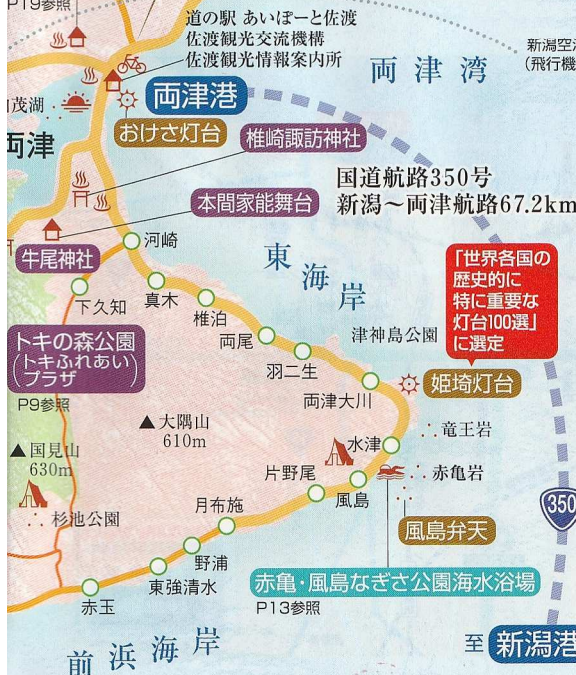 P19参照
道の駅 あいぽーと佐渡
佐渡観光交流機構
佐渡観光情報案内所
両津湾
(飛行機
茂湖
両津港
おけさ灯台
両津
椎崎諏訪神社
国道航路350号
新潟〜両津航路67.2km
本間家能舞台
河崎
牛尾神社
東海岸
「世界各国の
歴史的に
特に重要な
灯台100選」
に選定
下久知
真木
椎泊
両尾
羽二生
津神島公園
トキの森公園
(トキふれあい
プラザ)
P9参照
両津大川
姫埼灯台
大隅山
610m
国見山
630m
水津
竜王岩
片野尾
風島
赤亀岩
杉池公園
月布施
350
風島弁天
野浦
東強清水
赤亀・風島なぎさ公園海水浴場
P13参照
赤玉
前浜海岸
至 新潟港